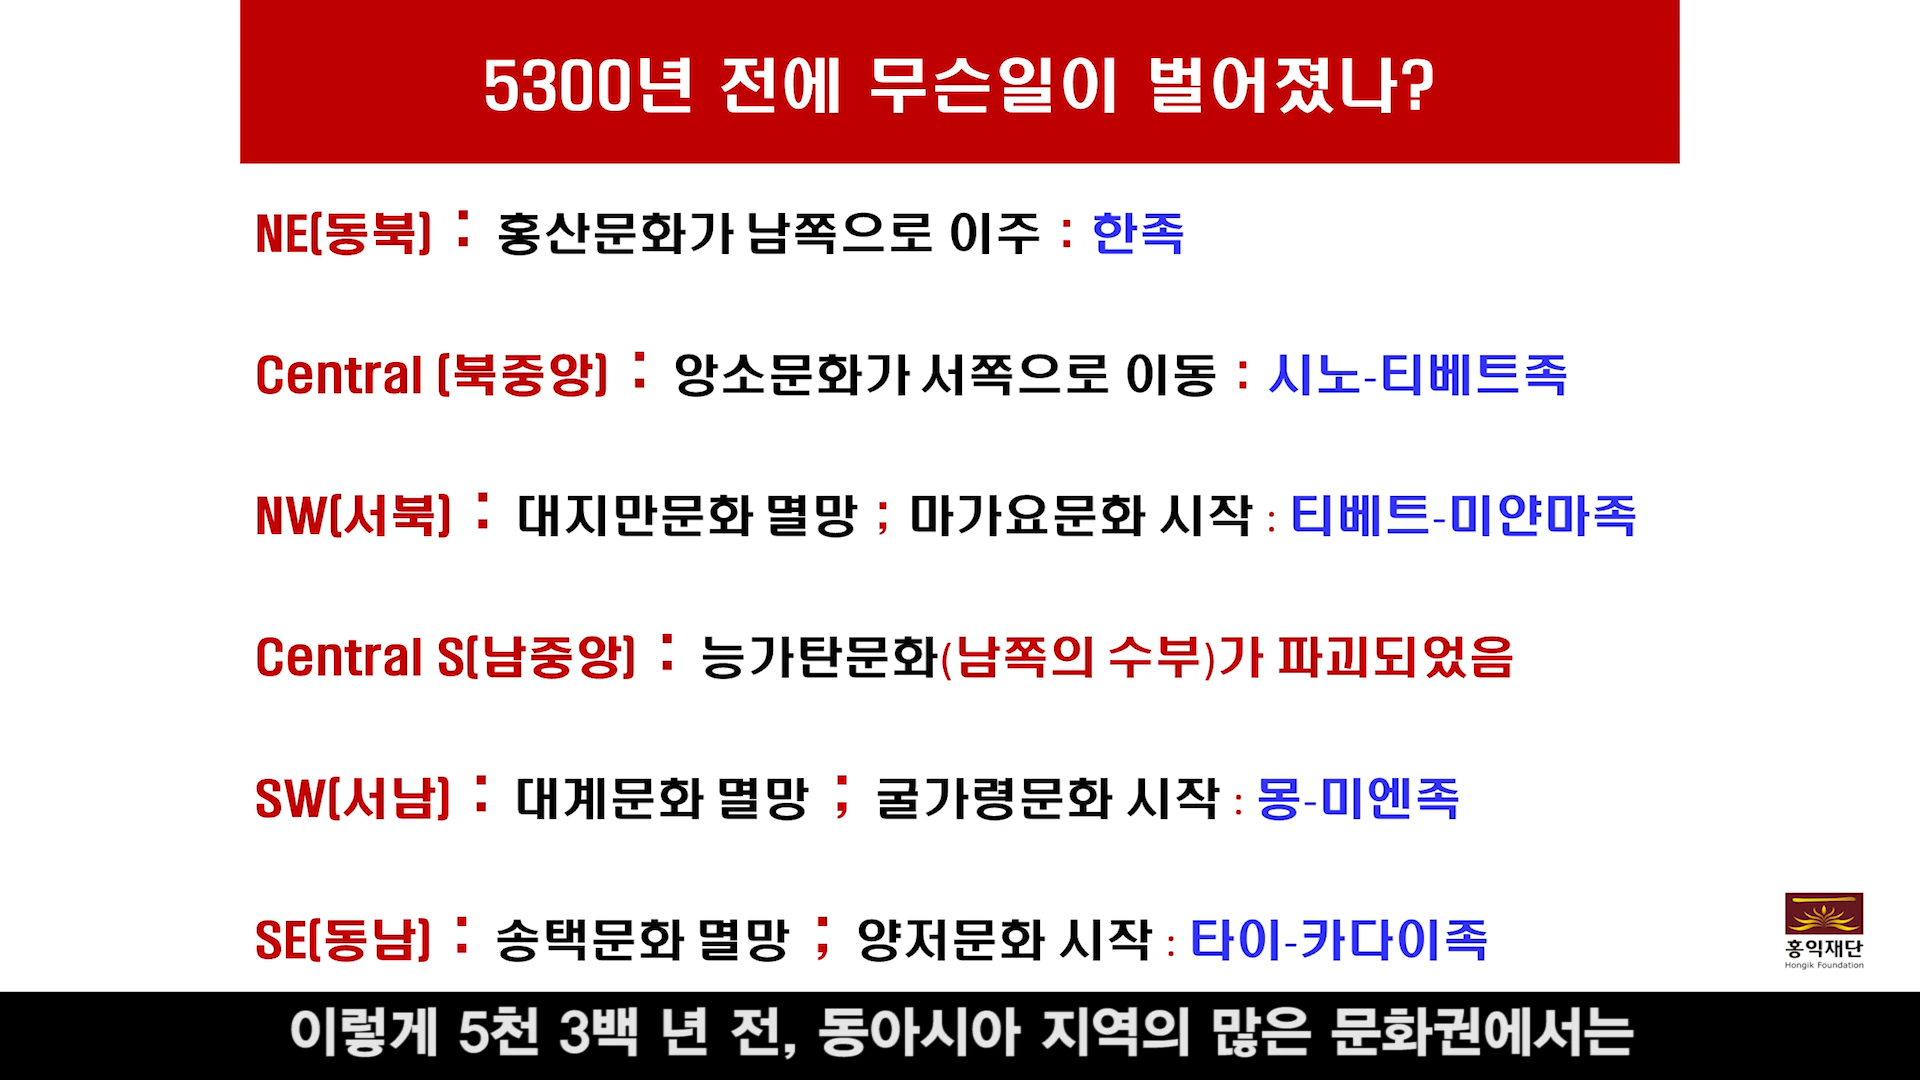 5300년 전에 무슨일이 벌어졌나?
NE(동북) : 홍산문화가 남쪽으로 이주 : 한족
Central (북중앙) : 앙소문화가 서쪽으로 이동 : 시노-티베트족
NW(서북) : 대지만문화 멸망 ; 마가요문화 시작 : 티베트-미얀마족
Central S(남중앙) : 능가탄문화(남쪽의 수부)가 파괴되었음
SW(서남) : 대계문화 멸망 ; 굴가령문화 시작 : 몽-미엔족
SE(동남) : 송택문화 멸망 ; 양저문화 시작 : 타이-카다이족
홍익재단
Hongik Foundation
이렇게 5천 3백 년 전, 동아시아 지역의 많은 문화권에서는